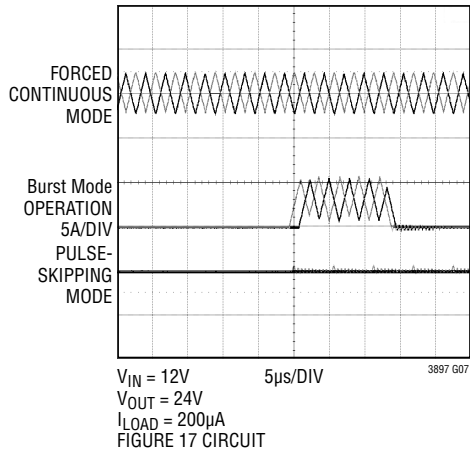 FORCED
CONTINUOUS
MODE
Burst Mode
OPERATION
5A/DIV
PULSE-
SKIPPING
MODE
VIN = 12V
5µs/DIV
3897 G07
VOUT = 24V
ILOAD = 200µA
FIGURE 17 CIRCUIT